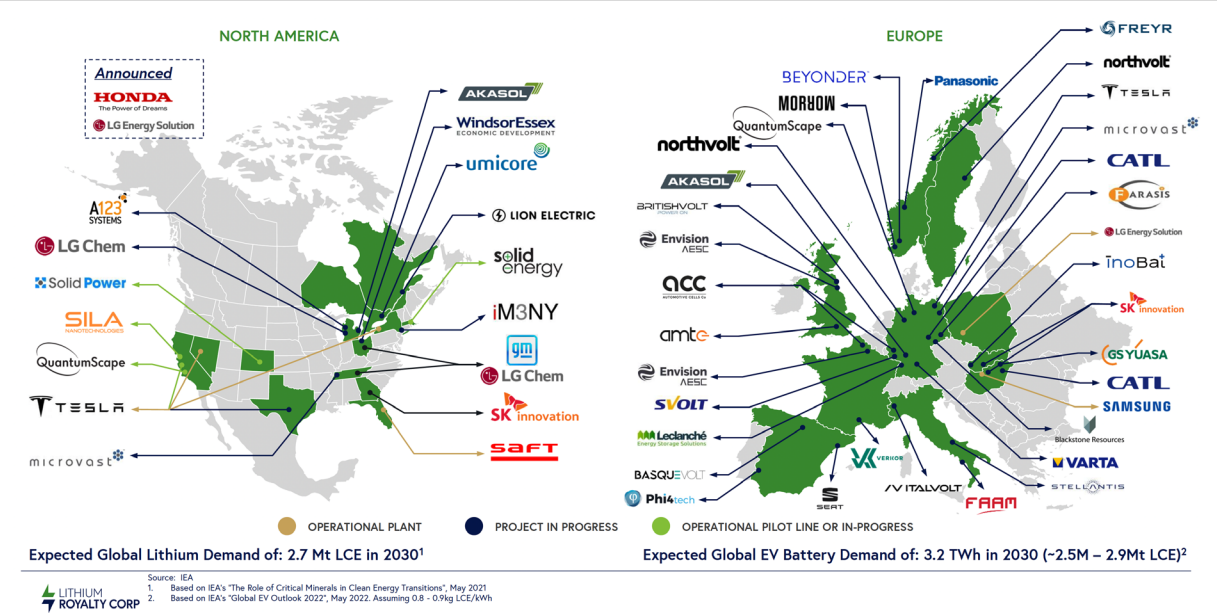 NORTH AMERICA
Announced
HONDA
The Power of Dreams
LG Energy Solution
AKASOL
WindsorEssex
ECONOMIC DEVELOPMENT
umicore
A123
SYSTEMS
LION ELECTRIC
LG Chem
solid
energy
Solid Power
iM3NY
SILA
NANOTECHNOLOGIES
gm
QuantumScape
LG Chem
TESLA
SK innovation
microvast
SAFT
EUROPE
FREYR
BEYONDER
Panasonic
northvolt
MORROW
TESLA
QuantumScape
microvast
northvolt
CATL
AKASOL
FARASIS
BRITISHVOLT
POWER ON
LG Energy Solution
Envision
AESC
inoBat
acc
AUTOMOTIVE CELLS Co
SK innovation
amte
GS YUASA
Envision
AESC
CATL
SVOLT
SAMSUNG
Leclanché
Energy Storage Solutions
Blackstone Resources
VERKOR
VARTA
BASQUEVOLT
STELLANTIS
Phi4tech
SEAT
ITALVOLT
FAAM
OPERATIONAL PLANT
PROJECT IN PROGRESS
OPERATIONAL PILOT LINE OR IN-PROGRESS
Expected Global Lithium Demand of: 2.7 Mt LCE in 2030¹
Expected Global EV Battery Demand of: 3.2 TWh in 2030 (~2.5M – 2.9Mt LCE)²
LITHIUM
ROYALTY CORP
Source: IEA
1. Based on IEA's "The Role of Critical Minerals in Clean Energy Transitions", May 2021
2. Based on IEA's "Global EV Outlook 2022", May 2022. Assuming 0.8 - 0.9kg LCE/kWh